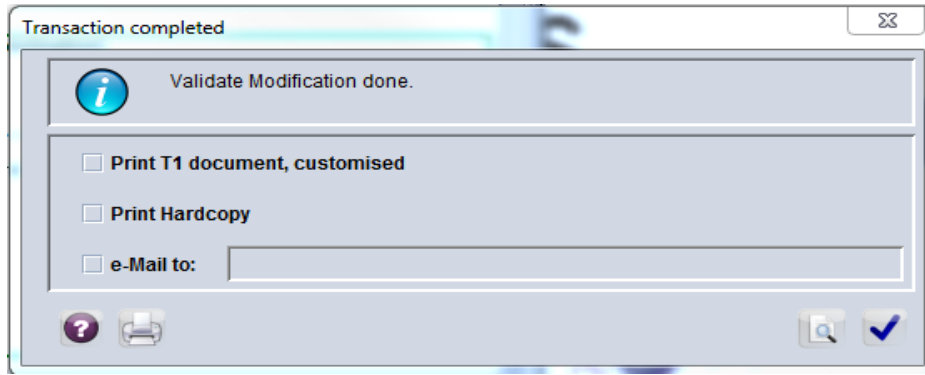 Transaction completed
Validate Modification done.
Print T1 document, customised
Print Hardcopy
e-Mail to: